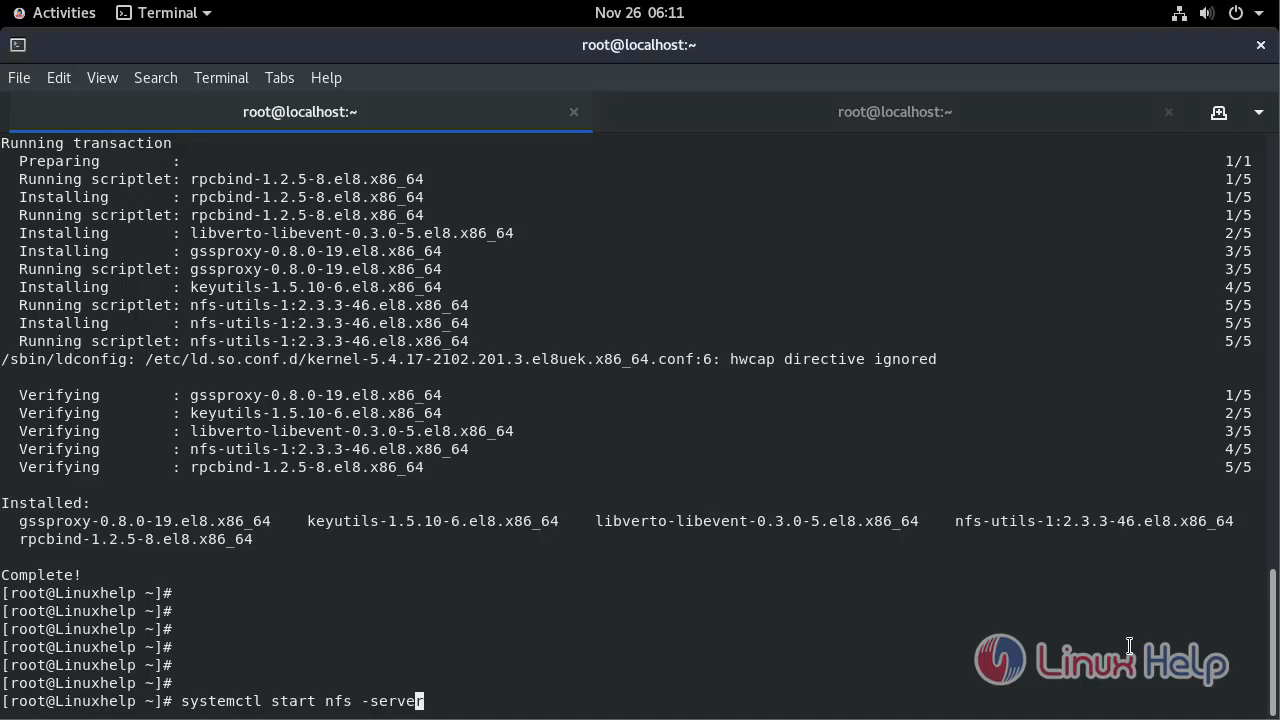 Activities Terminal Nov 26 06:11
root@localhost:~
File Edit View Search Terminal Tabs Help
root@localhost:~ root@localhost:~
Running transaction
Preparing : 1/1
Running scriptlet: rpcbind-1.2.5-8.el8.x86_64 1/5
Installing : rpcbind-1.2.5-8.el8.x86_64 1/5
Running scriptlet: rpcbind-1.2.5-8.el8.x86_64 1/5
Installing : libverto-libevent-0.3.0-5.el8.x86_64 2/5
Installing : gssproxy-0.8.0-19.el8.x86_64 3/5
Running scriptlet: gssproxy-0.8.0-19.el8.x86_64 3/5
Installing : keyutils-1.5.10-6.el8.x86_64 4/5
Running scriptlet: nfs-utils-1:2.3.3-46.el8.x86_64 5/5
Installing : nfs-utils-1:2.3.3-46.el8.x86_64 5/5
Running scriptlet: nfs-utils-1:2.3.3-46.el8.x86_64 5/5
/sbin/ldconfig: /etc/ld.so.conf.d/kernel-5.4.17-2102.201.3.el8uek.x86_64.conf:6: hwcap directive ignored
Verifying : gssproxy-0.8.0-19.el8.x86_64 1/5
Verifying : keyutils-1.5.10-6.el8.x86_64 2/5
Verifying : libverto-libevent-0.3.0-5.el8.x86_64 3/5
Verifying : nfs-utils-1:2.3.3-46.el8.x86_64 4/5
Verifying : rpcbind-1.2.5-8.el8.x86_64 5/5
Installed:
gssproxy-0.8.0-19.el8.x86_64 keyutils-1.5.10-6.el8.x86_64 libverto-libevent-0.3.0-5.el8.x86_64 nfs-utils-1:2.3.3-46.el8.x86_64
rpcbind-1.2.5-8.el8.x86_64
Complete!
[root@Linuxhelp ~]#
[root@Linuxhelp ~]#
[root@Linuxhelp ~]#
[root@Linuxhelp ~]#
[root@Linuxhelp ~]#
[root@Linuxhelp ~]#
[root@Linuxhelp ~]# systemctl start nfs -server
Linux Help